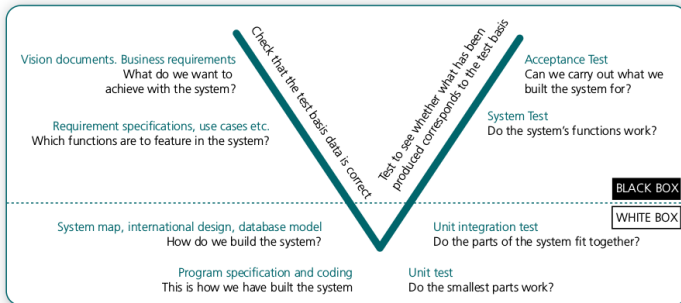 Vision documents. Business requirements
What do we want to
achieve with the system?
Requirement specifications, use cases etc.
Which functions are to feature in the system?
Check that the test basis data is correct
Test to see whether what has been
produced corresponds to the test basis
Acceptance Test
Can we carry out what we
built the system for?
System Test
Do the system's functions work?
BLACK BOX
WHITE BOX
System map, international design, database model
How do we build the system?
Unit integration test
Do the parts of the system fit together?
Program specification and coding
This is how we have built the system
Unit test
Do the smallest parts work?